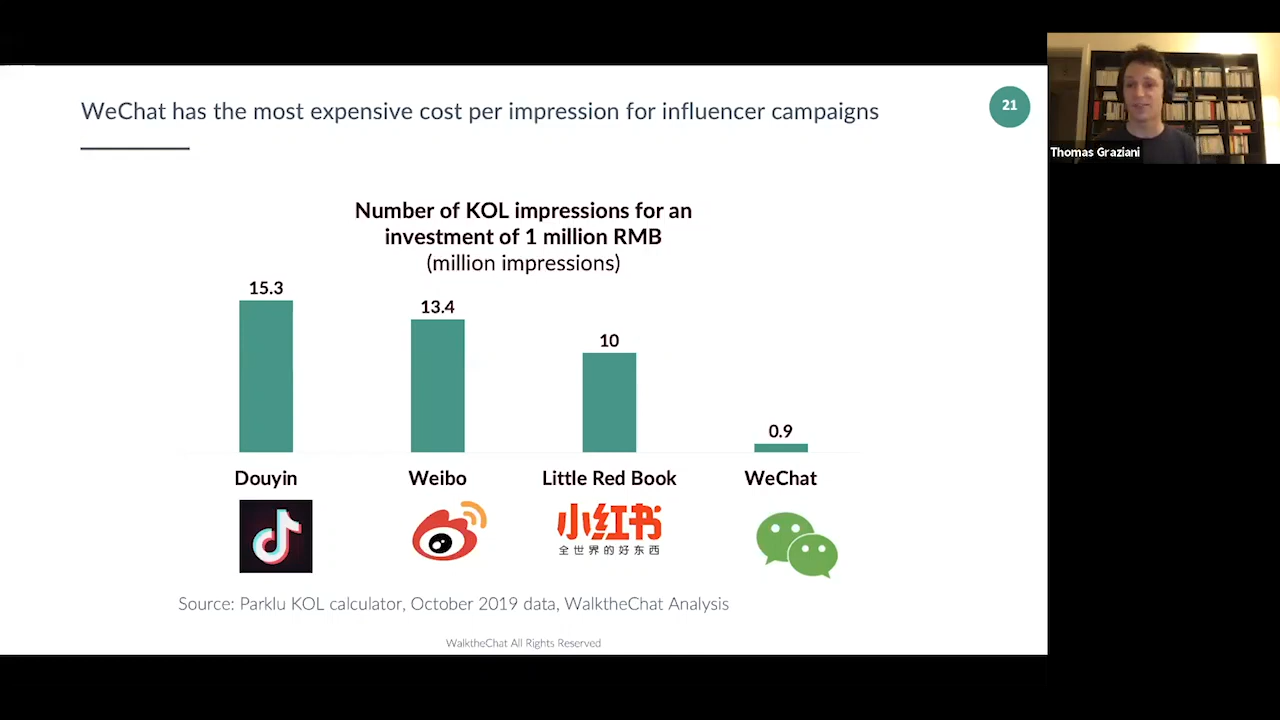 WeChat has the most expensive cost per impression for influencer campaigns
21
Thomas Graziani
Number of KOL impressions for an
investment of 1 million RMB
(million impressions)
15.3
13.4
10
0.9
Douyin
Weibo
Little Red Book
WeChat
小红书
全世界的好东西
Source: Parklu KOL calculator, October 2019 data, WalktheChat Analysis
WalktheChat All Rights Reserved